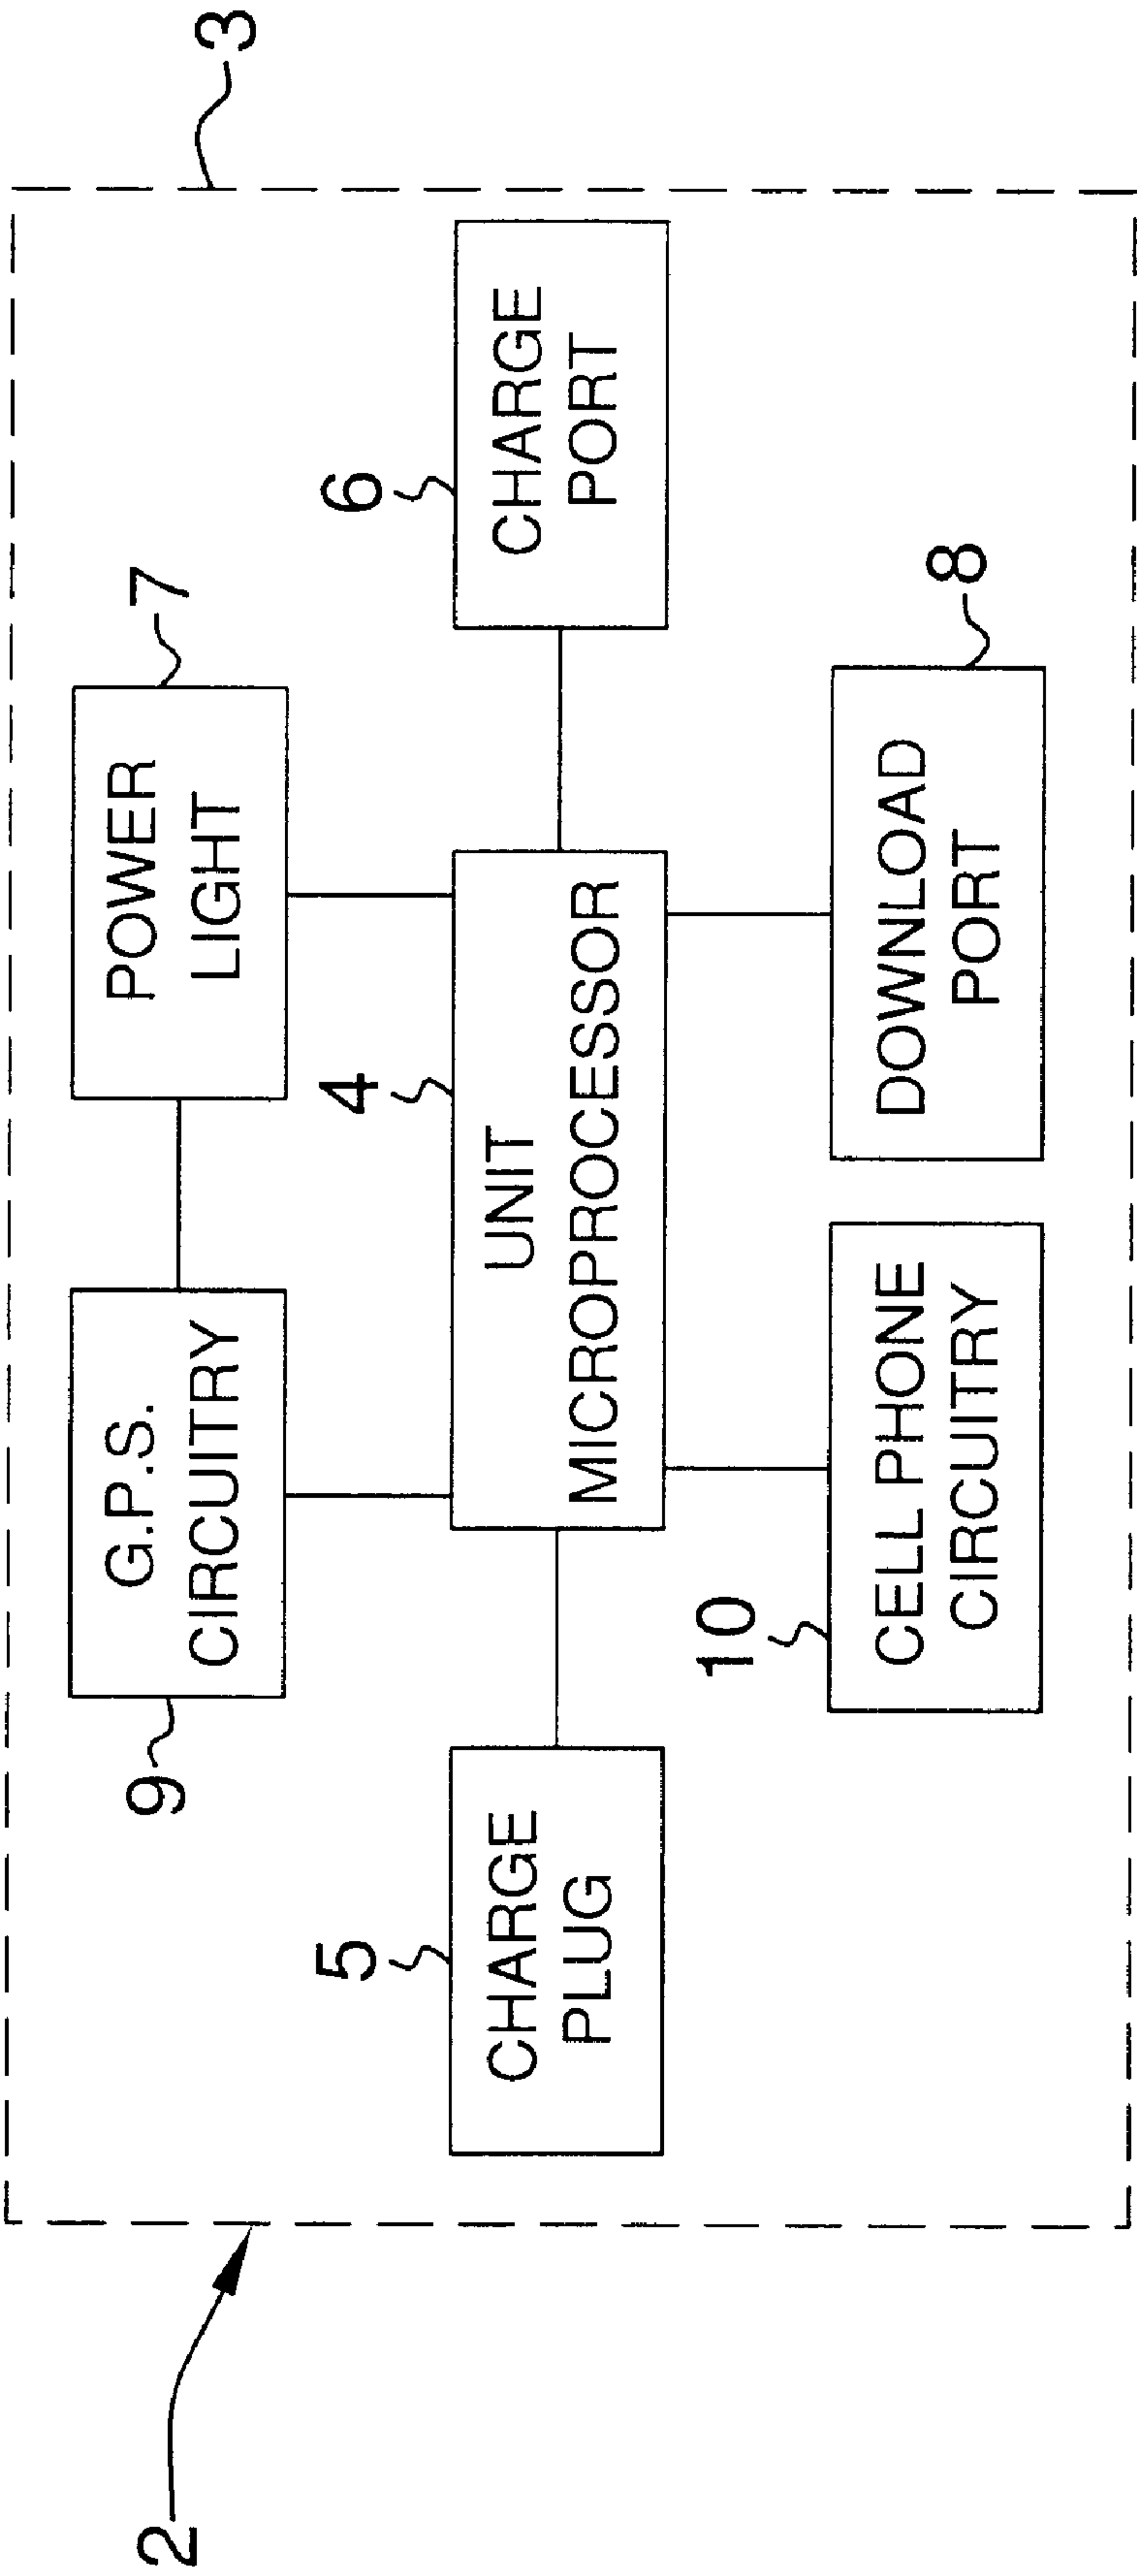 2
3
9
G.P.S.
CIRCUITRY
POWER
LIGHT
7
5
CHARGE
PLUG
4
UNIT
MICROPROCESSOR
6
CHARGE
PORT
10
CELL PHONE
CIRCUITRY
DOWNLOAD
PORT
8